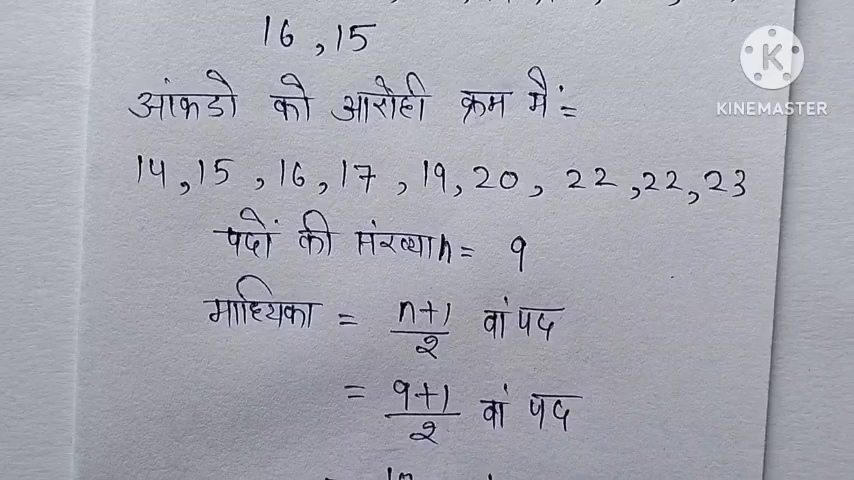 16, 15
आंकडो को आरोही क्रम में =
14, 15, 16, 17, 19, 20, 22, 22, 23
पदों की संख्या n = 9
माध्यिका = n+1/2 वां पद
= 9+1/2 वां पद
K
KINEMASTER